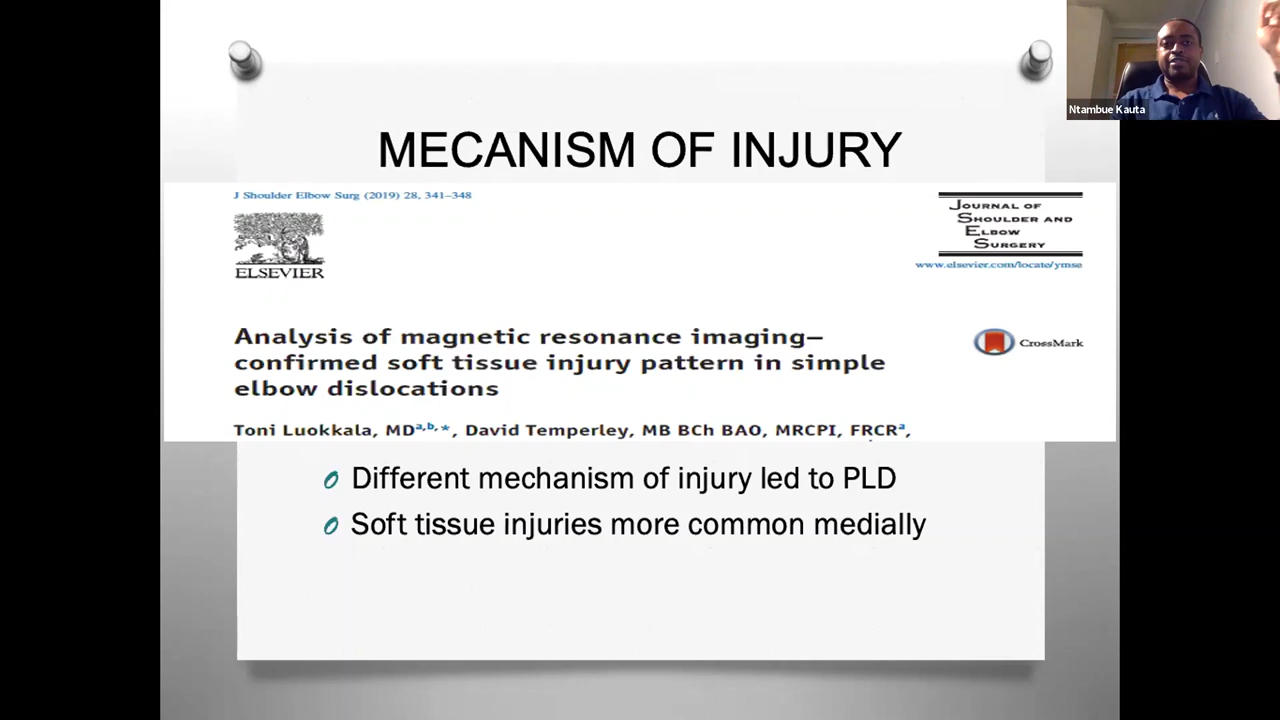 Ntambue Kauta
MECANISM OF INJURY
J Shoulder Elbow Surg (2019) 28, 341–348
ELSEVIER
JOURNAL OF
SHOULDER AND
ELBOW
SURGERY
www.elsevier.com/locate/ymse
Analysis of magnetic resonance imaging–
confirmed soft tissue injury pattern in simple
elbow dislocations
CrossMark
Toni Luokkala, MDa,b,*, David Temperley, MB BCh BAO, MRCPI, FRCRa,
Different mechanism of injury led to PLD
Soft tissue injuries more common medially